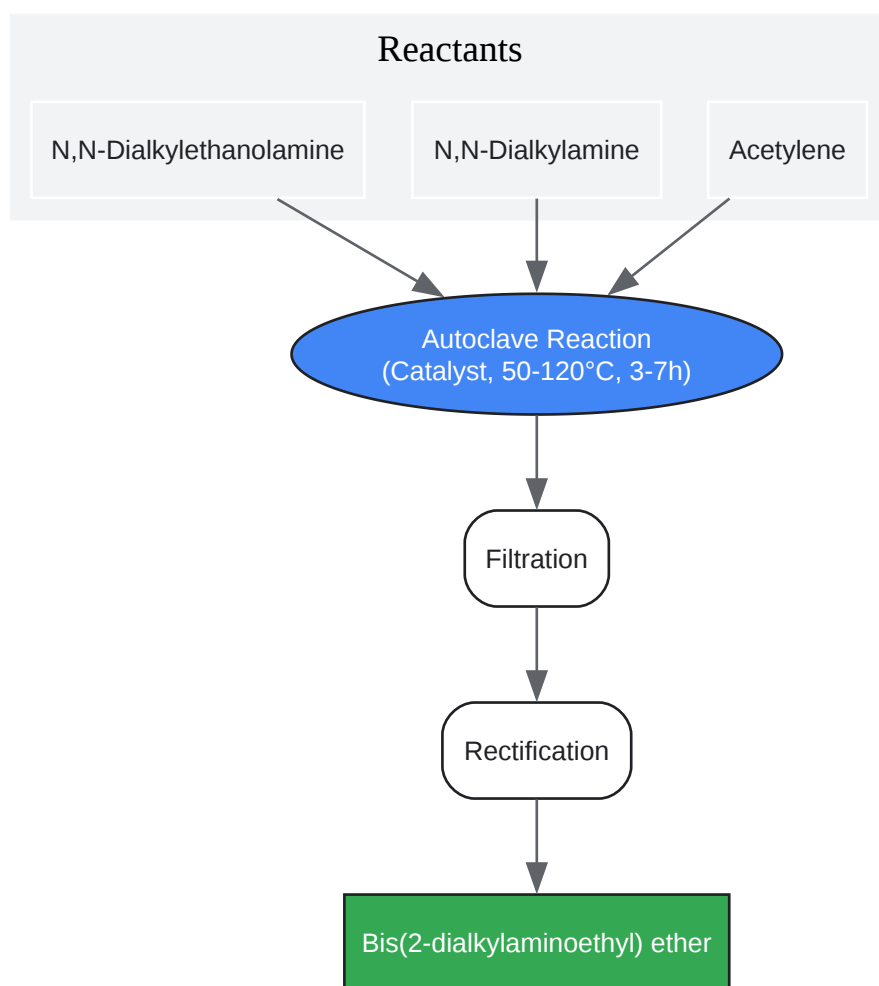 Reactants
N,N-Dialkylethanolamine
N,N-Dialkylamine
Acetylene
Autoclave Reaction
(Catalyst, 50-120°C, 3-7h)
Filtration
Rectification
Bis(2-dialkylaminoethyl) ether